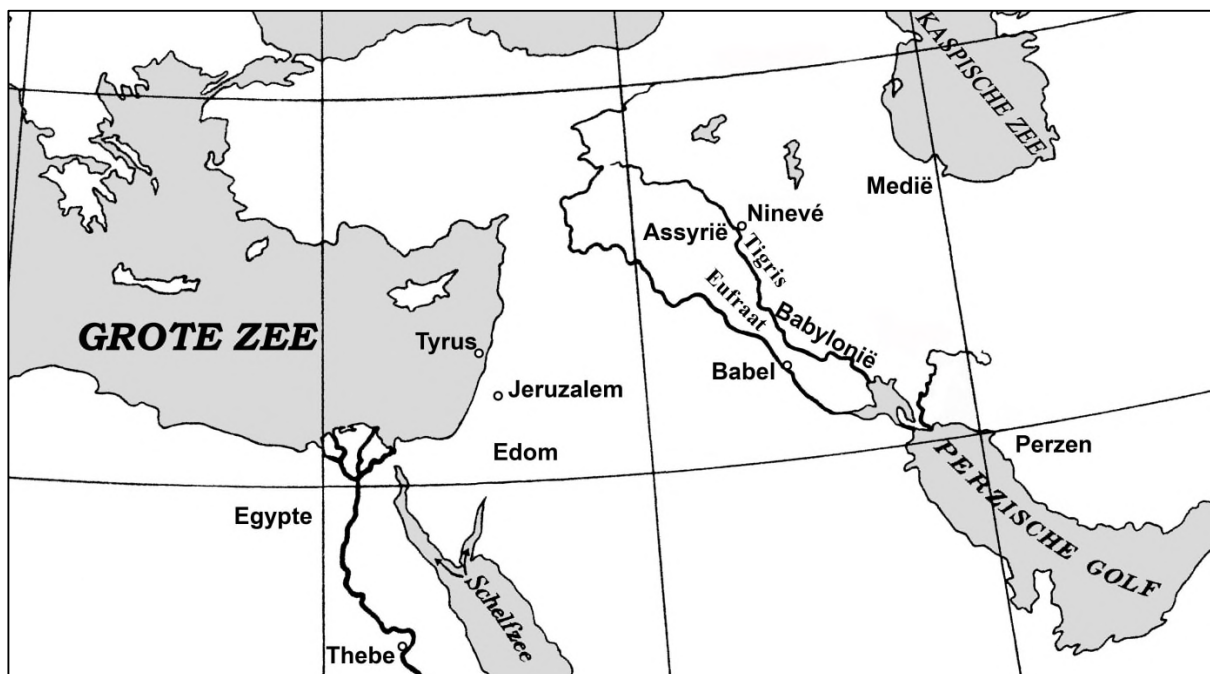 KASPISCHE ZEE
Medië
Ninevé
Assyrië
Tigris
Eufraat
Babylonië
GROTE ZEE
Tyrus
Babel
Jeruzalem
Edom
Perzen
PERZISCHE GOLF
Egypte
Schelfzee
Thebe